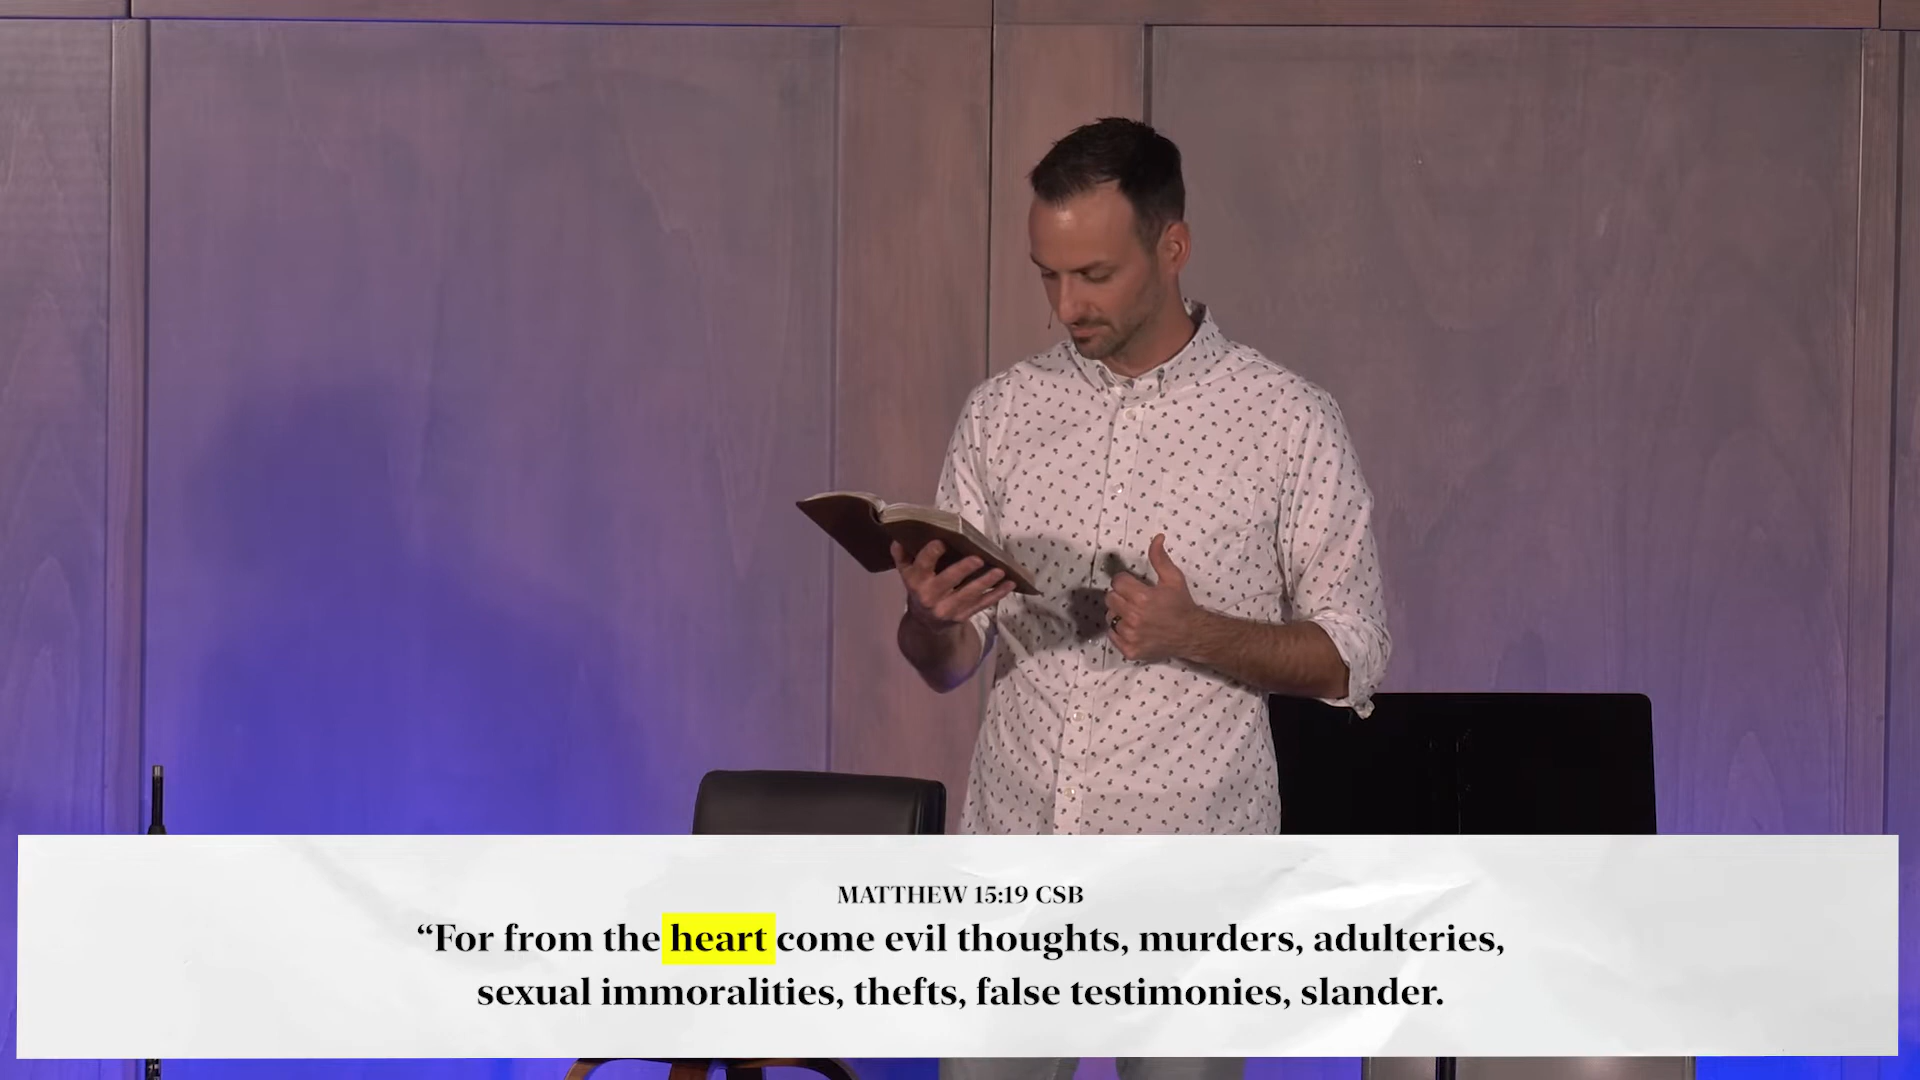 MATTHEW 15:19 CSB
“For from the heart come evil thoughts, murders, adulteries,
sexual immoralities, thefts, false testimonies, slander.